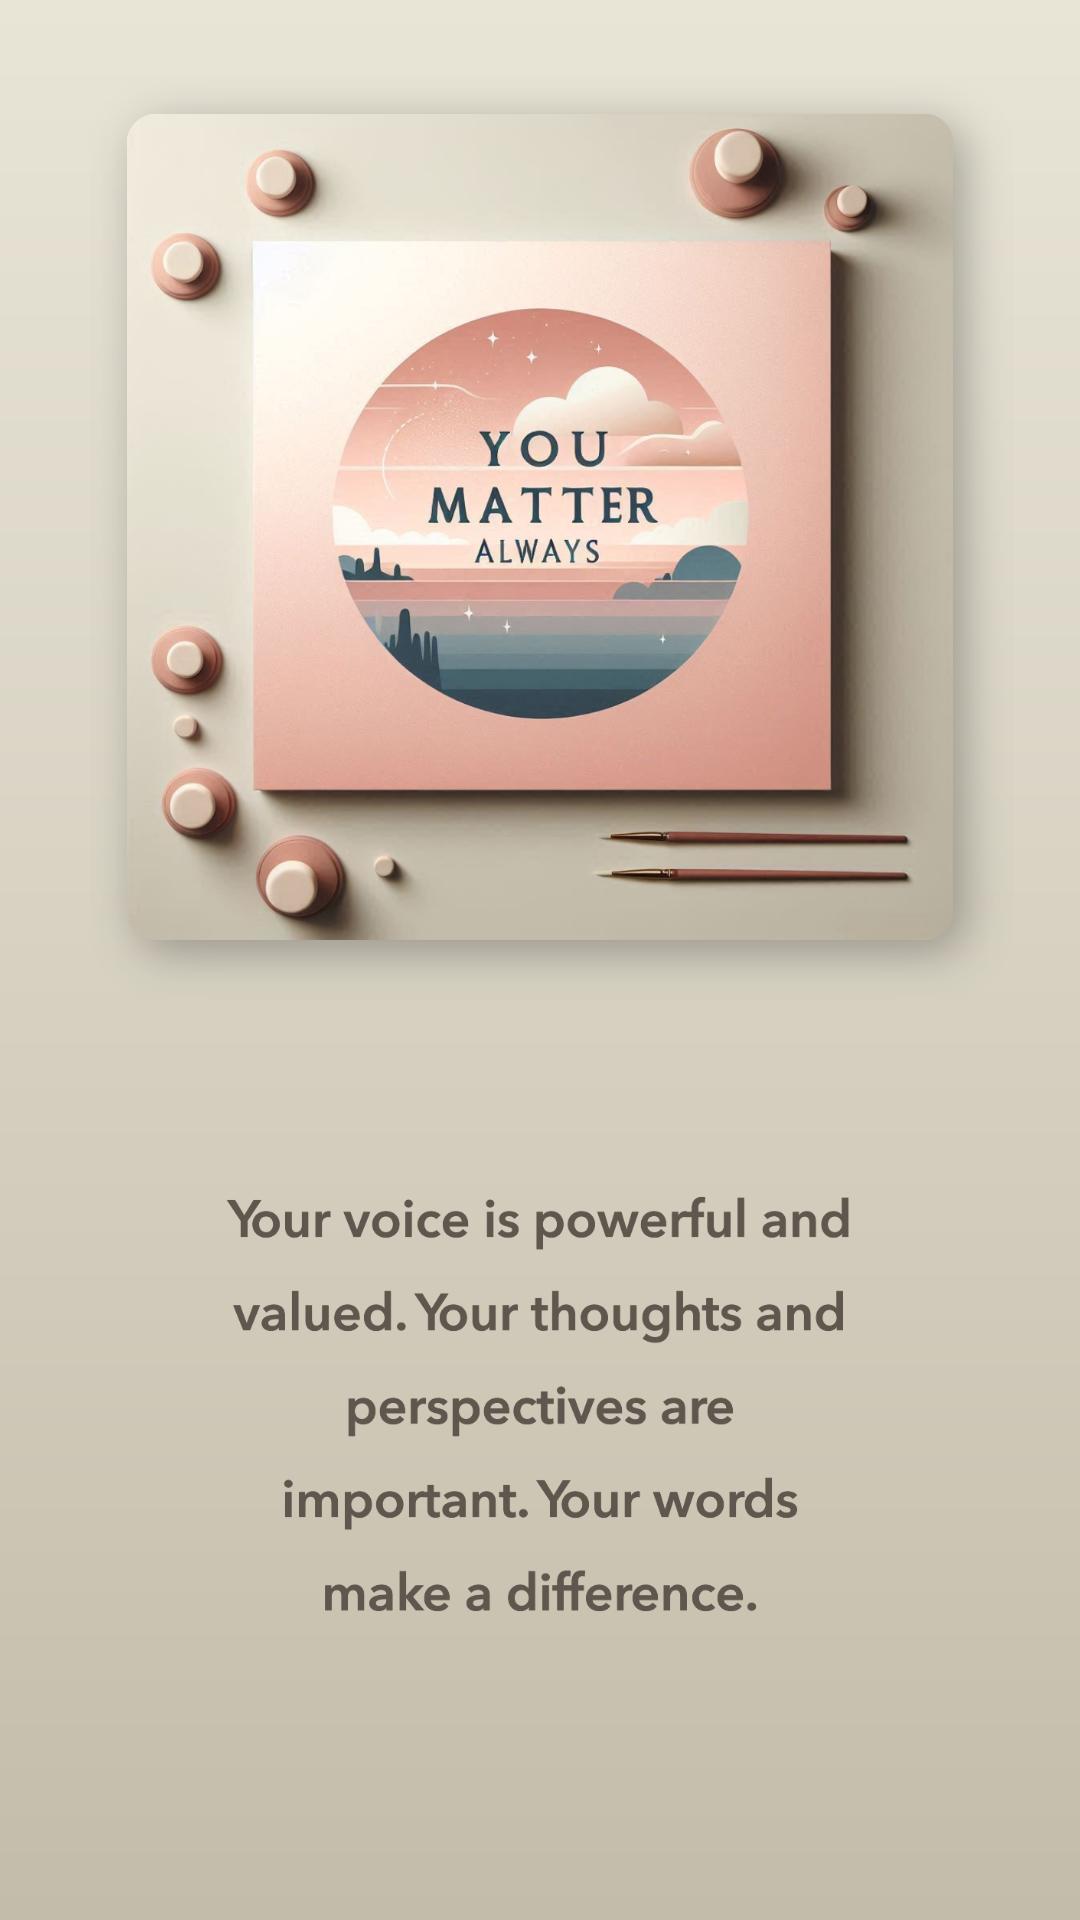 YOU
MATTER
ALWAYS
Your voice is powerful and
valued. Your thoughts and
perspectives are
important. Your words
make a difference.